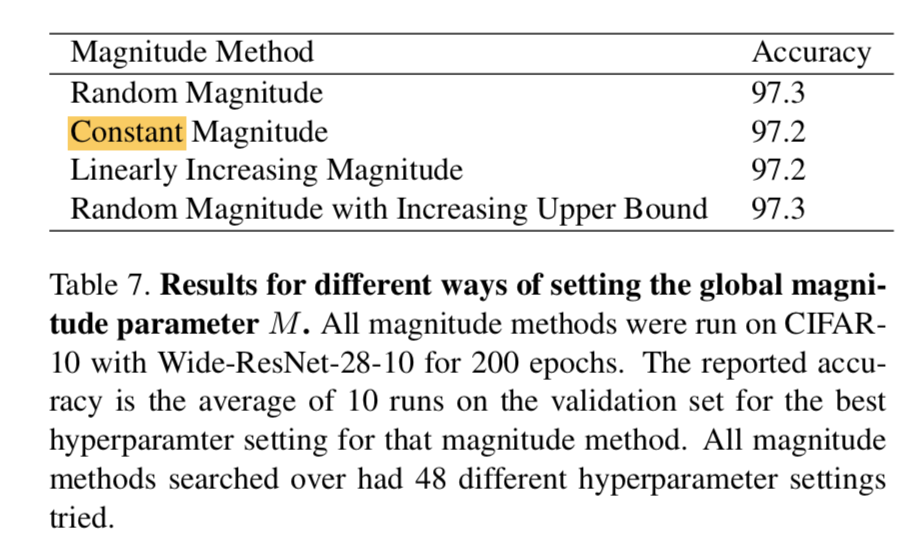 Magnitude Method Accuracy
Random Magnitude 97.3
Constant Magnitude 97.2
Linearly Increasing Magnitude 97.2
Random Magnitude with Increasing Upper Bound 97.3
Table 7. Results for different ways of setting the global magni-
tude parameter M. All magnitude methods were run on CIFAR-
10 with Wide-ResNet-28-10 for 200 epochs. The reported accu-
racy is the average of 10 runs on the validation set for the best
hyperparamter setting for that magnitude method. All magnitude
methods searched over had 48 different hyperparameter settings
tried.